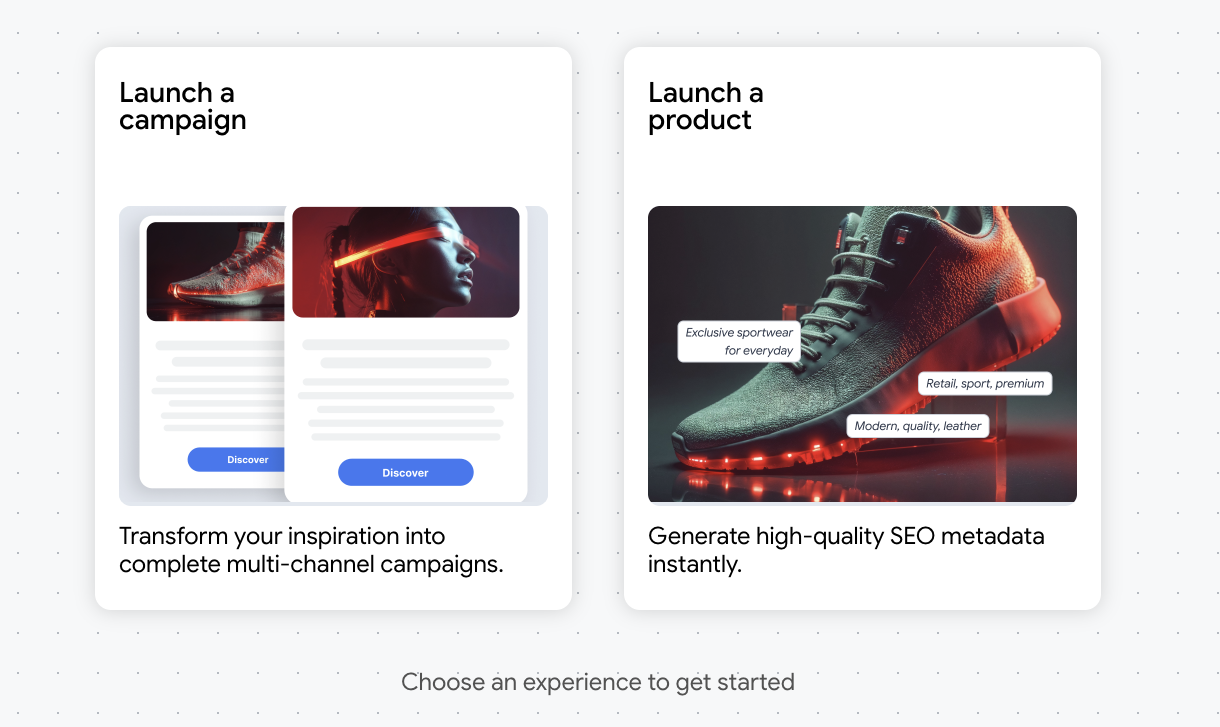 Launch a
campaign
Discover
Discover
Transform your inspiration into
complete multi-channel campaigns.
Launch a
product
Exclusive sportwear
for everyday
Retail, sport, premium
Modern, quality, leather
Generate high-quality SEO metadata
instantly.
Choose an experience to get started